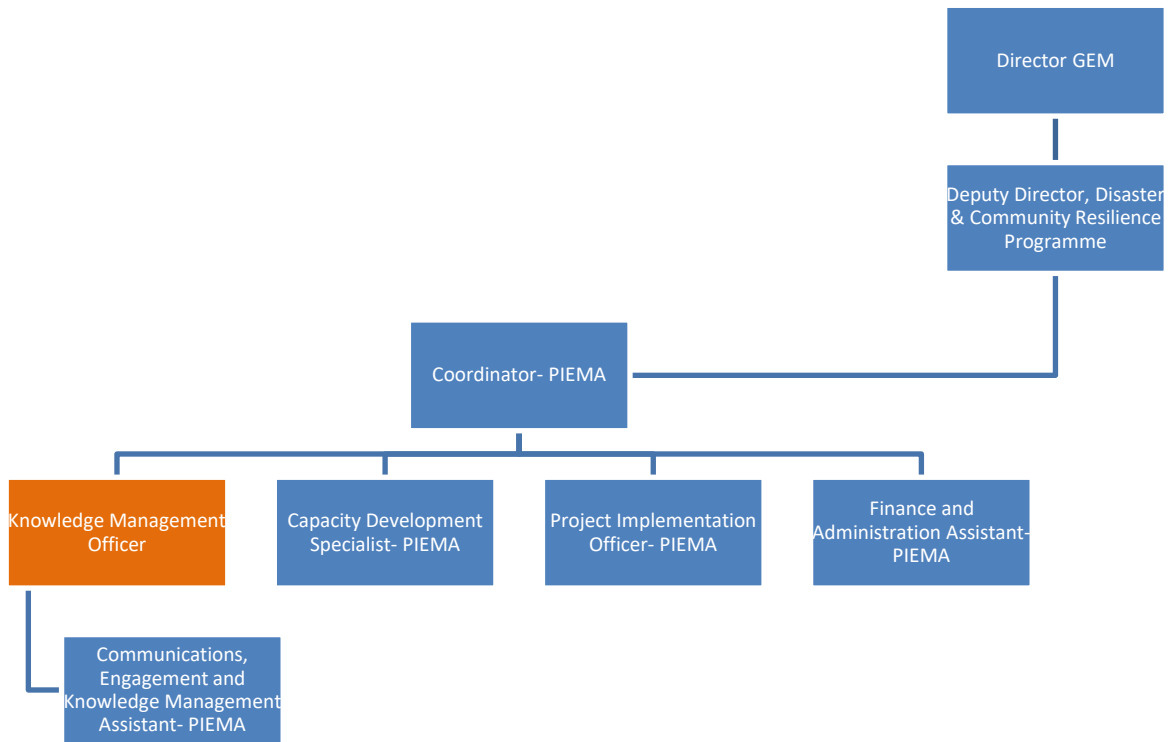 Director GEM
Deputy Director, Disaster
& Community Resilience
Programme
Coordinator- PIEMA
Knowledge Management
Officer
Capacity Development
Specialist- PIEMA
Project Implementation
Officer- PIEMA
Finance and
Administration Assistant-
PIEMA
Communications,
Engagement and
Knowledge Management
Assistant- PIEMA